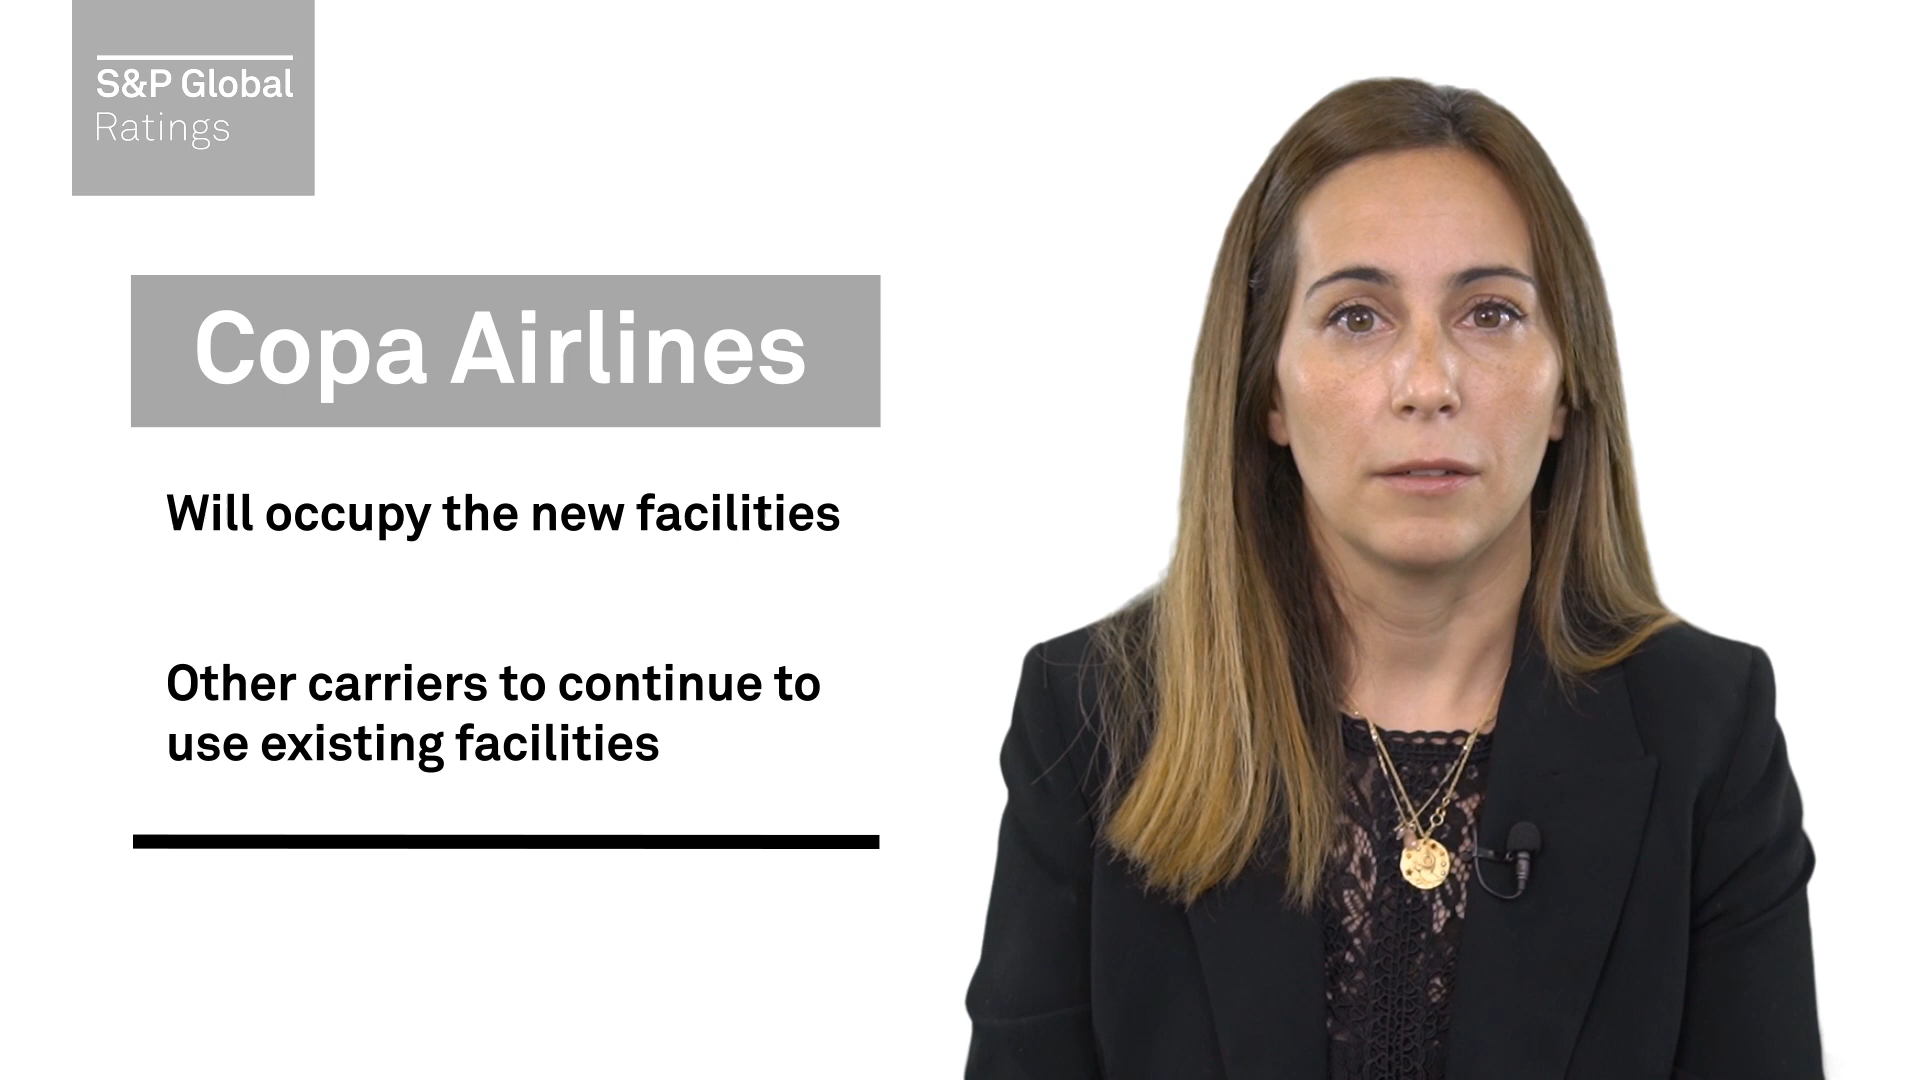 S&P Global
Ratings
Copa Airlines
Will occupy the new facilities
Other carriers to continue to
use existing facilities